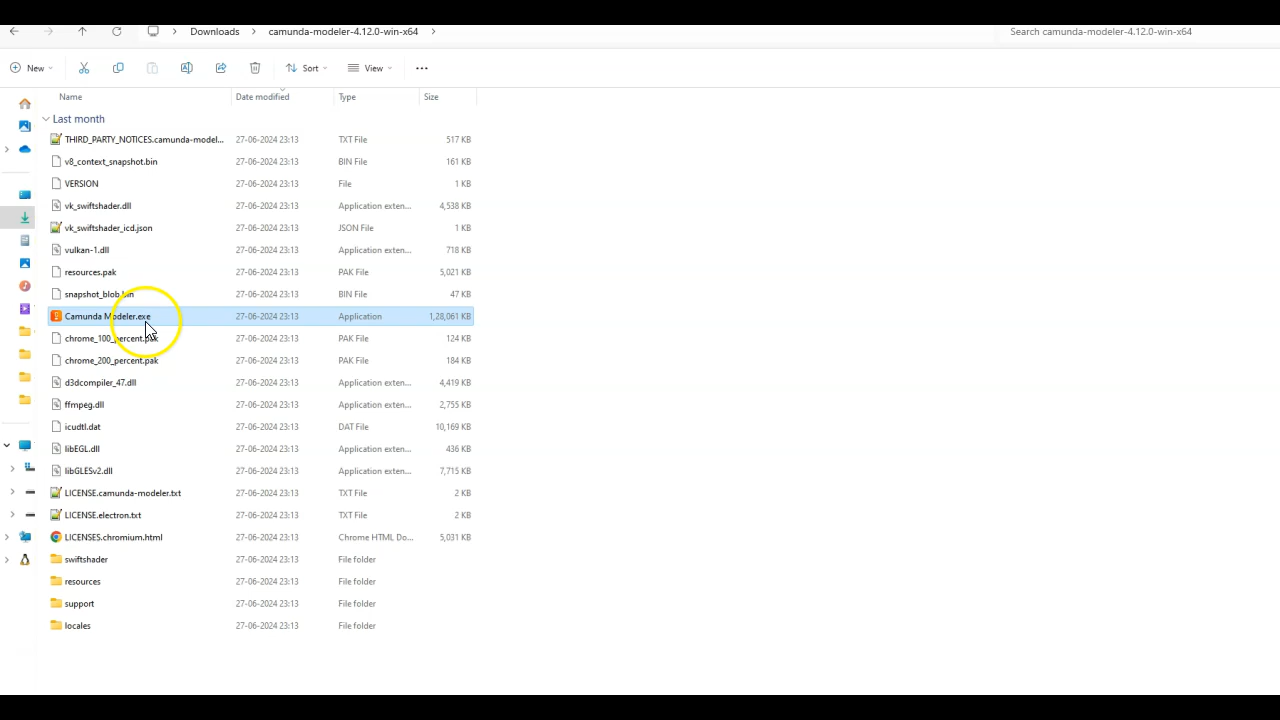 Downloads > camunda-modeler-4.12.0-win-x64 > Search camunda-modeler-4.12.0-win-x64
New Sort View ...
Name Date modified Type Size
Last month
THIRD_PARTY_NOTICES.camunda-model... 27-06-2024 23:13 TXT File 517 KB
v8_context_snapshot.bin 27-06-2024 23:13 BIN File 161 KB
VERSION 27-06-2024 23:13 File 1 KB
vk_swiftshader.dll 27-06-2024 23:13 Application exten... 4,538 KB
vk_swiftshader_icd.json 27-06-2024 23:13 JSON File 1 KB
vulkan-1.dll 27-06-2024 23:13 Application exten... 718 KB
resources.pak 27-06-2024 23:13 PAK File 5,021 KB
snapshot_blob.bin 27-06-2024 23:13 BIN File 47 KB
Camunda Modeler.exe 27-06-2024 23:13 Application 1,28,061 KB
chrome_100_percent.pak 27-06-2024 23:13 PAK File 124 KB
chrome_200_percent.pak 27-06-2024 23:13 PAK File 184 KB
d3dcompiler_47.dll 27-06-2024 23:13 Application exten... 4,419 KB
ffmpeg.dll 27-06-2024 23:13 Application exten... 2,755 KB
icudtl.dat 27-06-2024 23:13 DAT File 10,169 KB
libEGL.dll 27-06-2024 23:13 Application exten... 436 KB
libGLESv2.dll 27-06-2024 23:13 Application exten... 7,715 KB
LICENSE.camunda-modeler.txt 27-06-2024 23:13 TXT File 2 KB
LICENSE.electron.txt 27-06-2024 23:13 TXT File 2 KB
LICENSES.chromium.html 27-06-2024 23:13 Chrome HTML Do... 5,031 KB
swiftshader 27-06-2024 23:13 File folder
resources 27-06-2024 23:13 File folder
support 27-06-2024 23:13 File folder
locales 27-06-2024 23:13 File folder